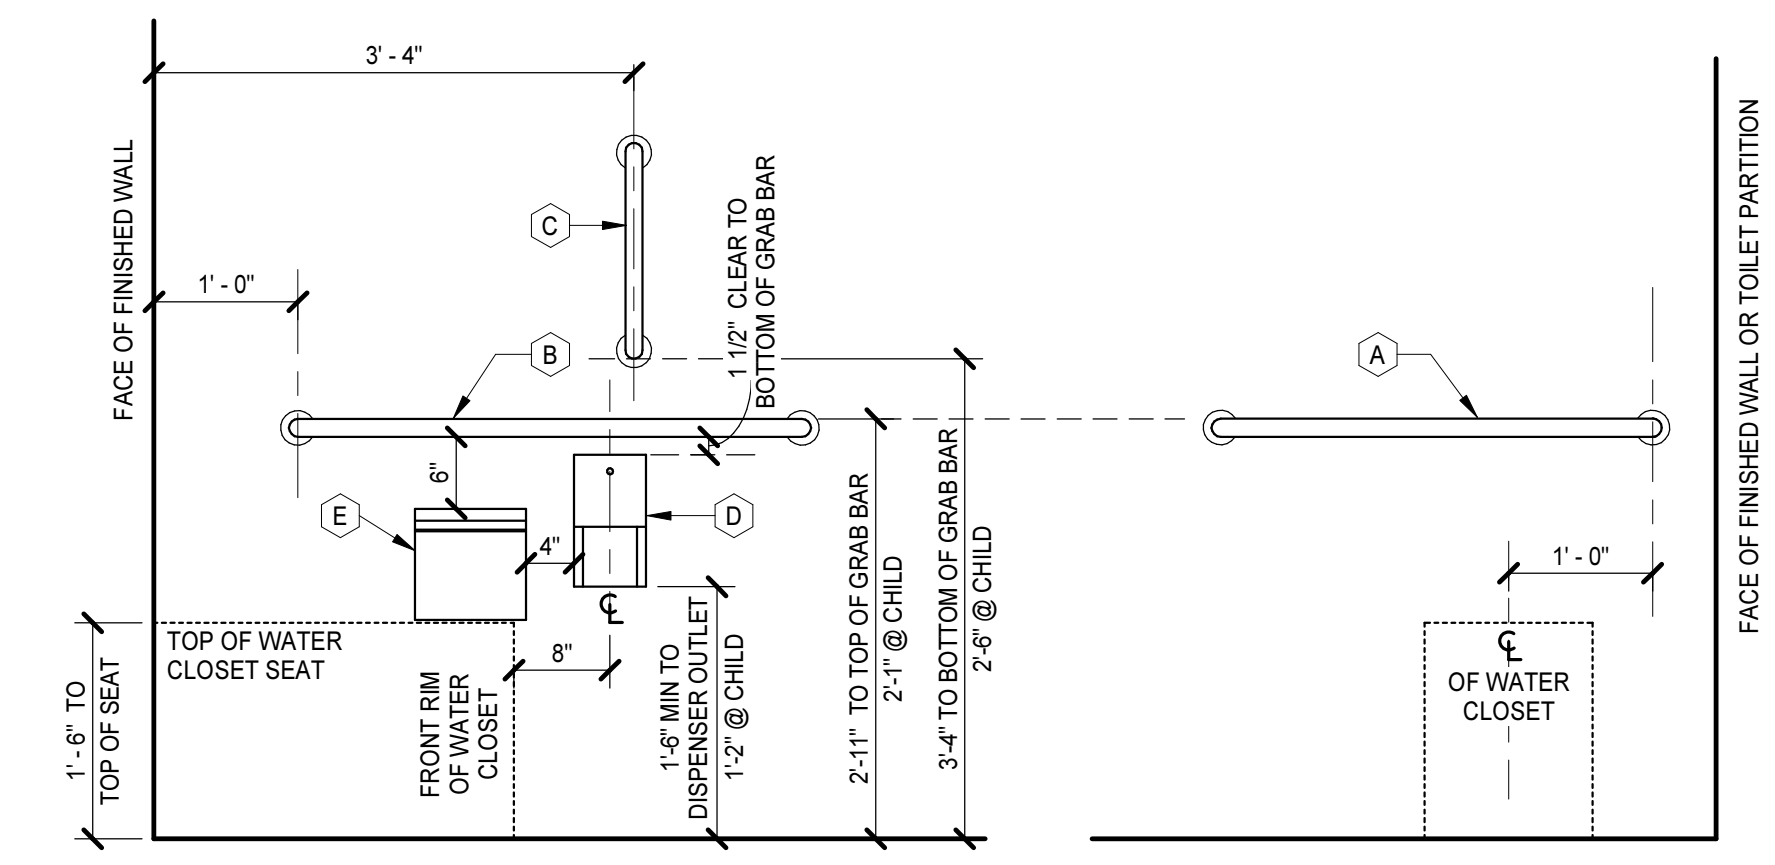 3' - 4"
FACE OF FINISHED WALL
1' - 0"
C
B
1 1/2" CLEAR TO
BOTTOM OF GRAB BAR
A
FACE OF FINISHED WALL OR TOILET PARTITION
6"
E
D
4"
CL
8"
TOP OF WATER
CLOSET SEAT
1' - 6" TO
TOP OF SEAT
FRONT RIM
OF WATER
CLOSET
1'-6" MIN TO
DISPENSER OUTLET
1'-2" @ CHILD
2'-11" TO TOP OF GRAB BAR
2'-1" @ CHILD
3'-4" TO BOTTOM OF GRAB BAR
2'-6" @ CHILD
1' - 0"
CL
OF WATER
CLOSET